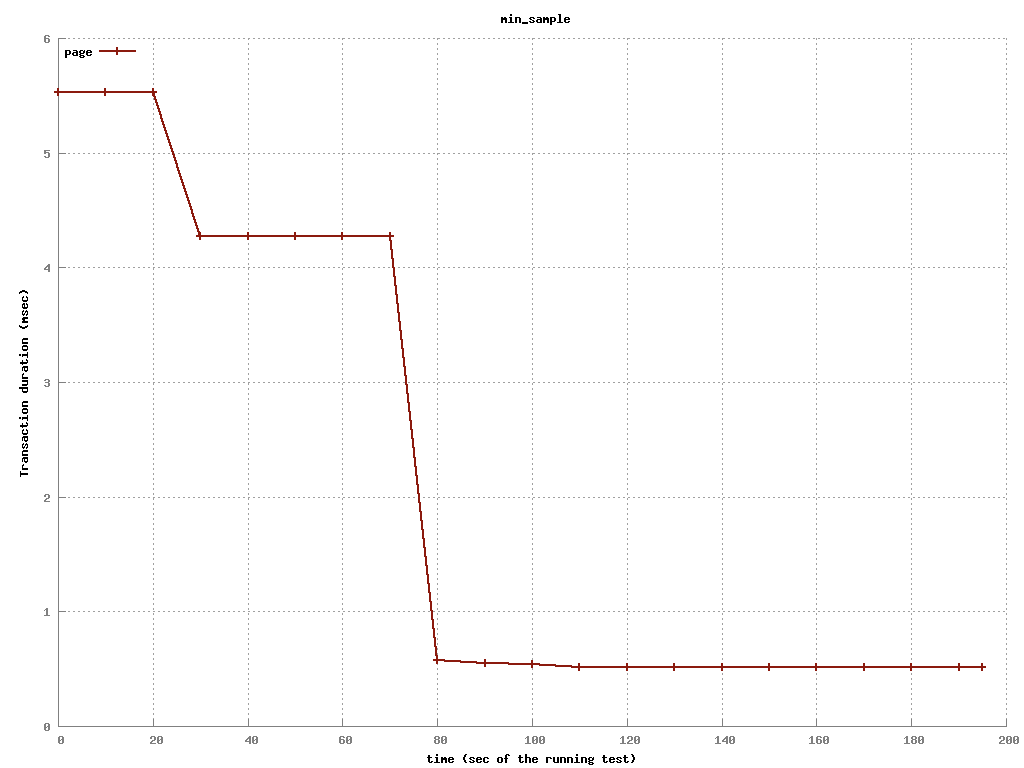 min_sample
6
page
5
4
3
2
1
0
Transaction duration (msec)
0 20 40 60 80 100 120 140 160 180 200
time (sec of the running test)